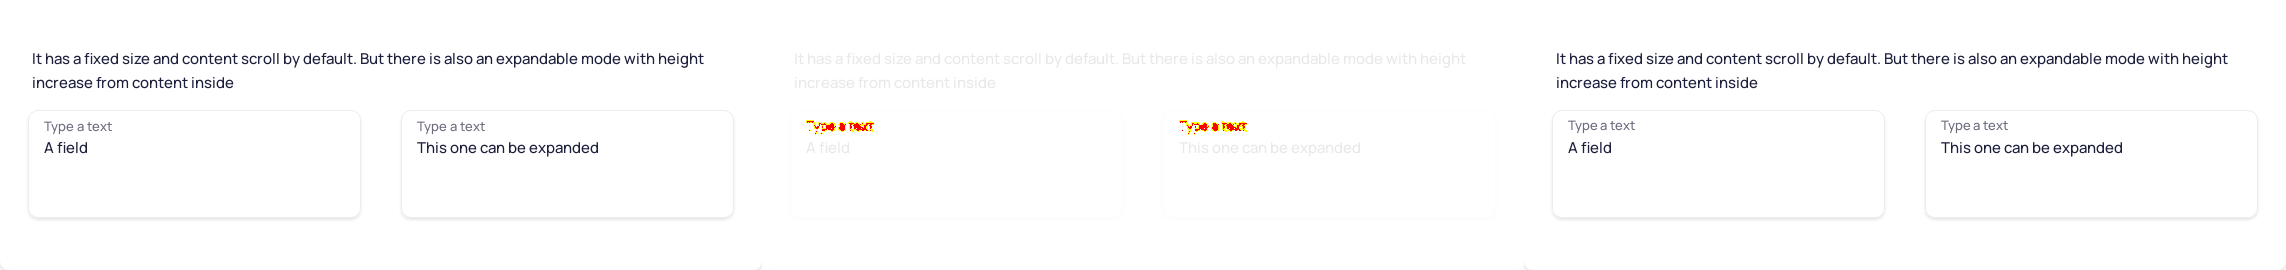 It has a fixed size and content scroll by default. But there is also an expandable mode with height
increase from content inside
Type a text
A field
Type a text
This one can be expanded
It has a fixed size and content scroll by default. But there is also an expandable mode with height
increase from content inside
Type a text
A field
Type a text
This one can be expanded
It has a fixed size and content scroll by default. But there is also an expandable mode with height
increase from content inside
Type a text
A field
Type a text
This one can be expanded